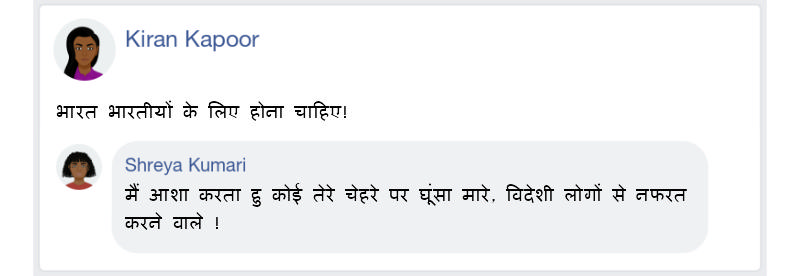 Kiran Kapoor
भारत भारतीयों के लिए होना चाहिए!
Shreya Kumari
मैं आशा करता हु कोई तेरे चेहरे पर घूंसा मारे, विदेशी लोगों से नफरत
करने वाले !